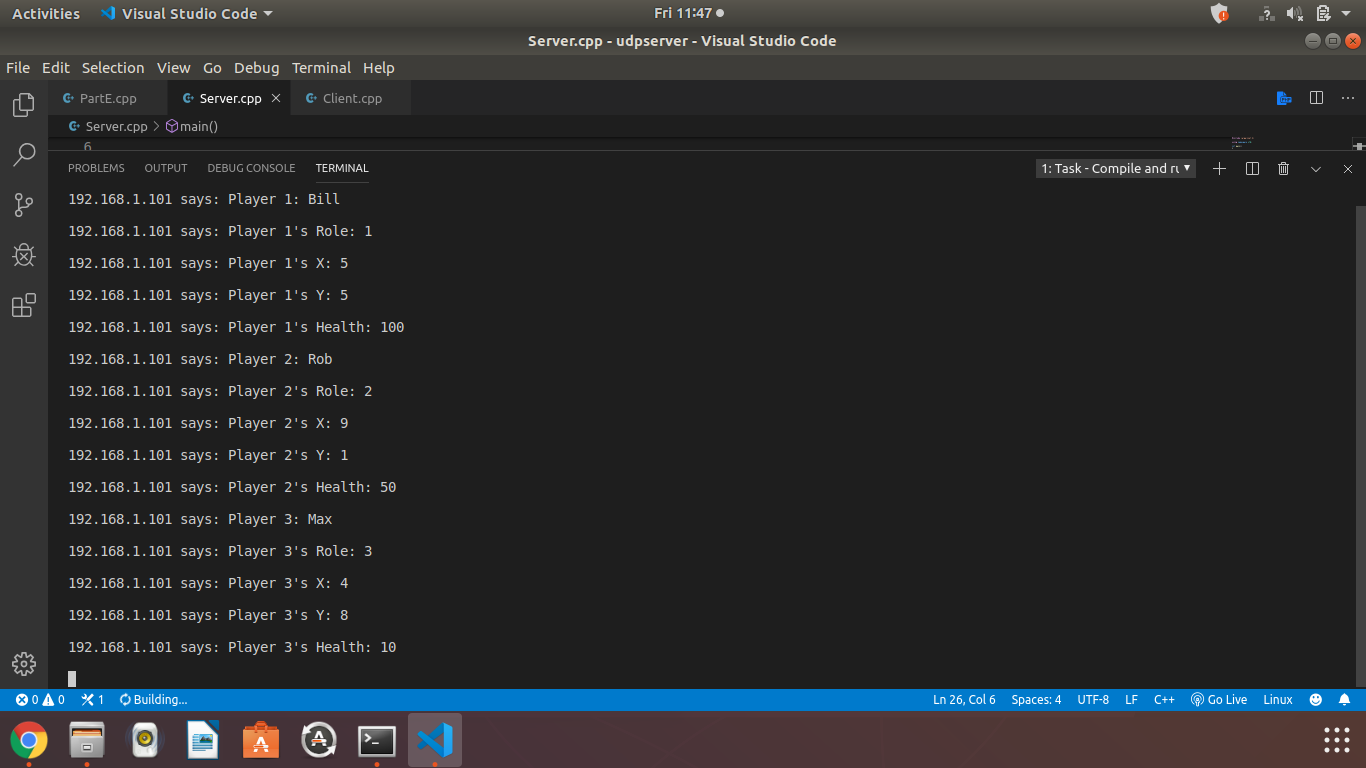 Activities Visual Studio Code Fri 11:47
Server.cpp - udpserver - Visual Studio Code
File Edit Selection View Go Debug Terminal Help
PartE.cpp Server.cpp Client.cpp
Server.cpp main()
6
PROBLEMS OUTPUT DEBUG CONSOLE TERMINAL 1: Task - Compile and ru
192.168.1.101 says: Player 1: Bill
192.168.1.101 says: Player 1's Role: 1
192.168.1.101 says: Player 1's X: 5
192.168.1.101 says: Player 1's Y: 5
192.168.1.101 says: Player 1's Health: 100
192.168.1.101 says: Player 2: Rob
192.168.1.101 says: Player 2's Role: 2
192.168.1.101 says: Player 2's X: 9
192.168.1.101 says: Player 2's Y: 1
192.168.1.101 says: Player 2's Health: 50
192.168.1.101 says: Player 3: Max
192.168.1.101 says: Player 3's Role: 3
192.168.1.101 says: Player 3's X: 4
192.168.1.101 says: Player 3's Y: 8
192.168.1.101 says: Player 3's Health: 10
0 0 1 Building... Ln 26, Col 6 Spaces: 4 UTF-8 LF C++ Go Live Linux